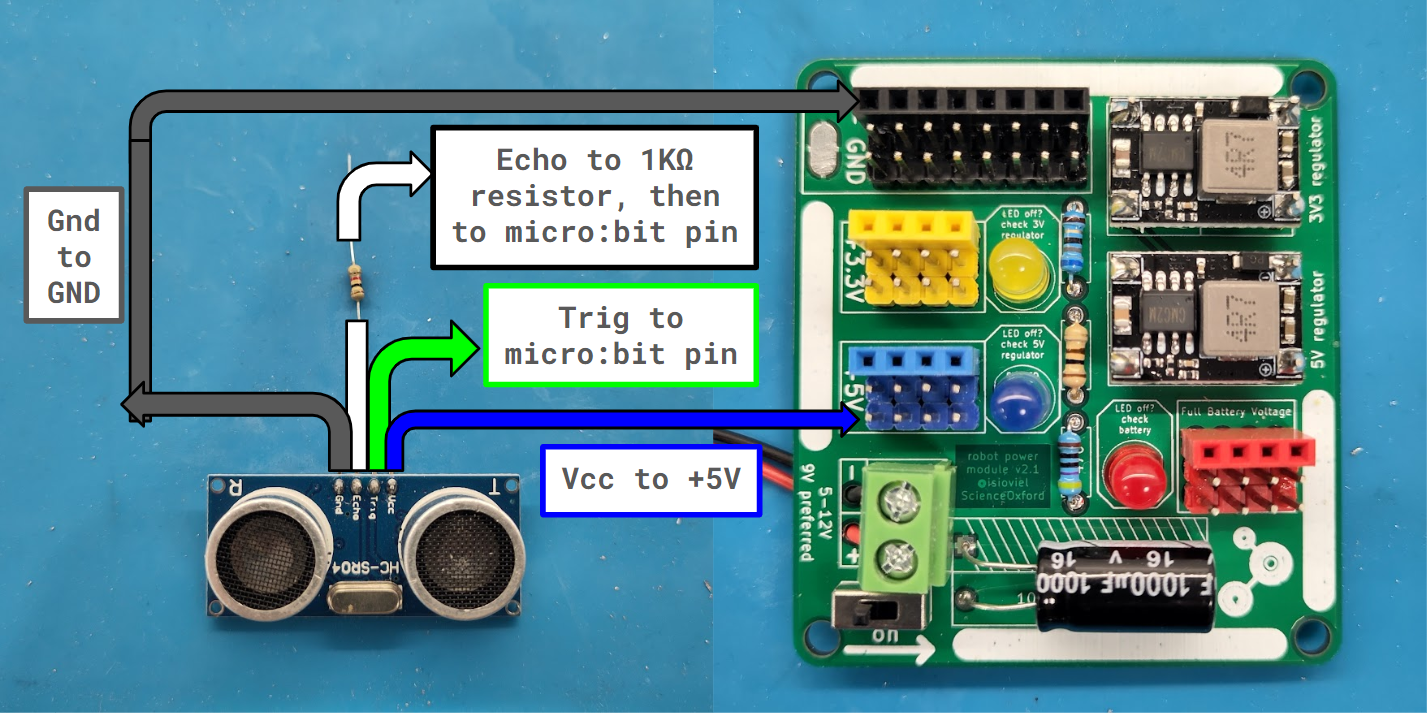 Gnd
to
GND
Echo to 1KΩ
resistor, then
to micro:bit pin
Trig to
micro:bit pin
Vcc to +5V
R
T
Gnd
Echo
Trig
Vcc
HC-SR04
GND
+3.3V
LED off?
check 3V
regulator
3V3 regulator
4R7
+5V
LED off?
check 5V
regulator
5V regulator
4R7
LED off?
check
battery
Full Battery Voltage
robot power
module v2.1
@isioviel
ScienceOxford
5-12V
9V preferred
-
+
on
16 V 16
1000µF 1000